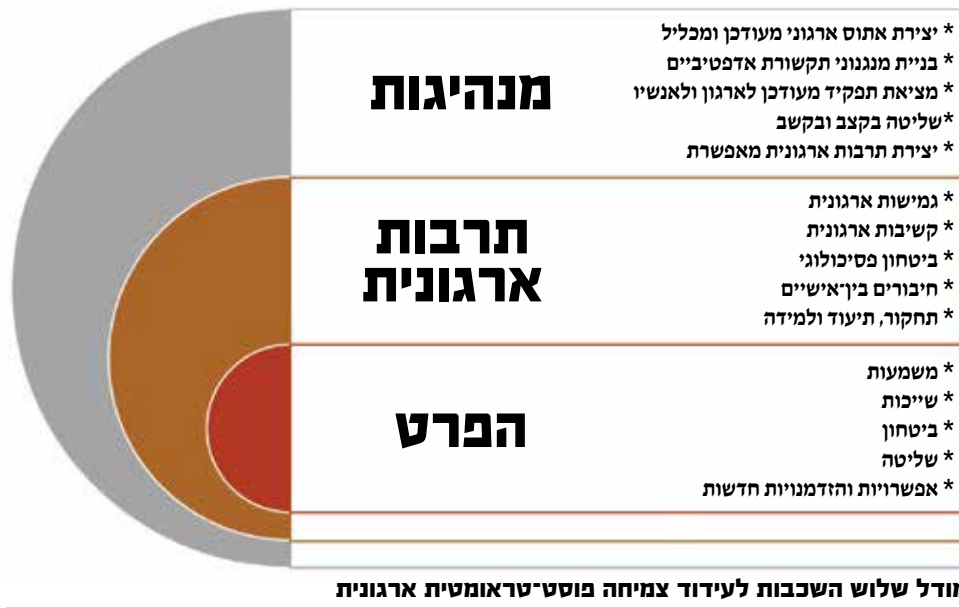 * יצירת אתוס ארגוני מעודכן ומכליל
* בניית מנגנוני תקשורת אדפטיביים
* מציאת תפקיד מעודכן לארגון ולאנשיו
*שליטה בקצב ובקשב
* יצירת תרבות ארגונית מאפשרת
מנהיגות
* גמישות ארגונית
* קשיבות ארגונית
* ביטחון פסיכולוגי
* חיבורים בין־אישיים
* תחקור, תיעוד ולמידה
תרבות
ארגונית
* משמעות
* שייכות
* ביטחון
* שליטה
* אפשרויות והזדמנויות חדשות
הפרט
מודל שלוש השכבות לעידוד צמיחה פוסט־טראומטית ארגונית